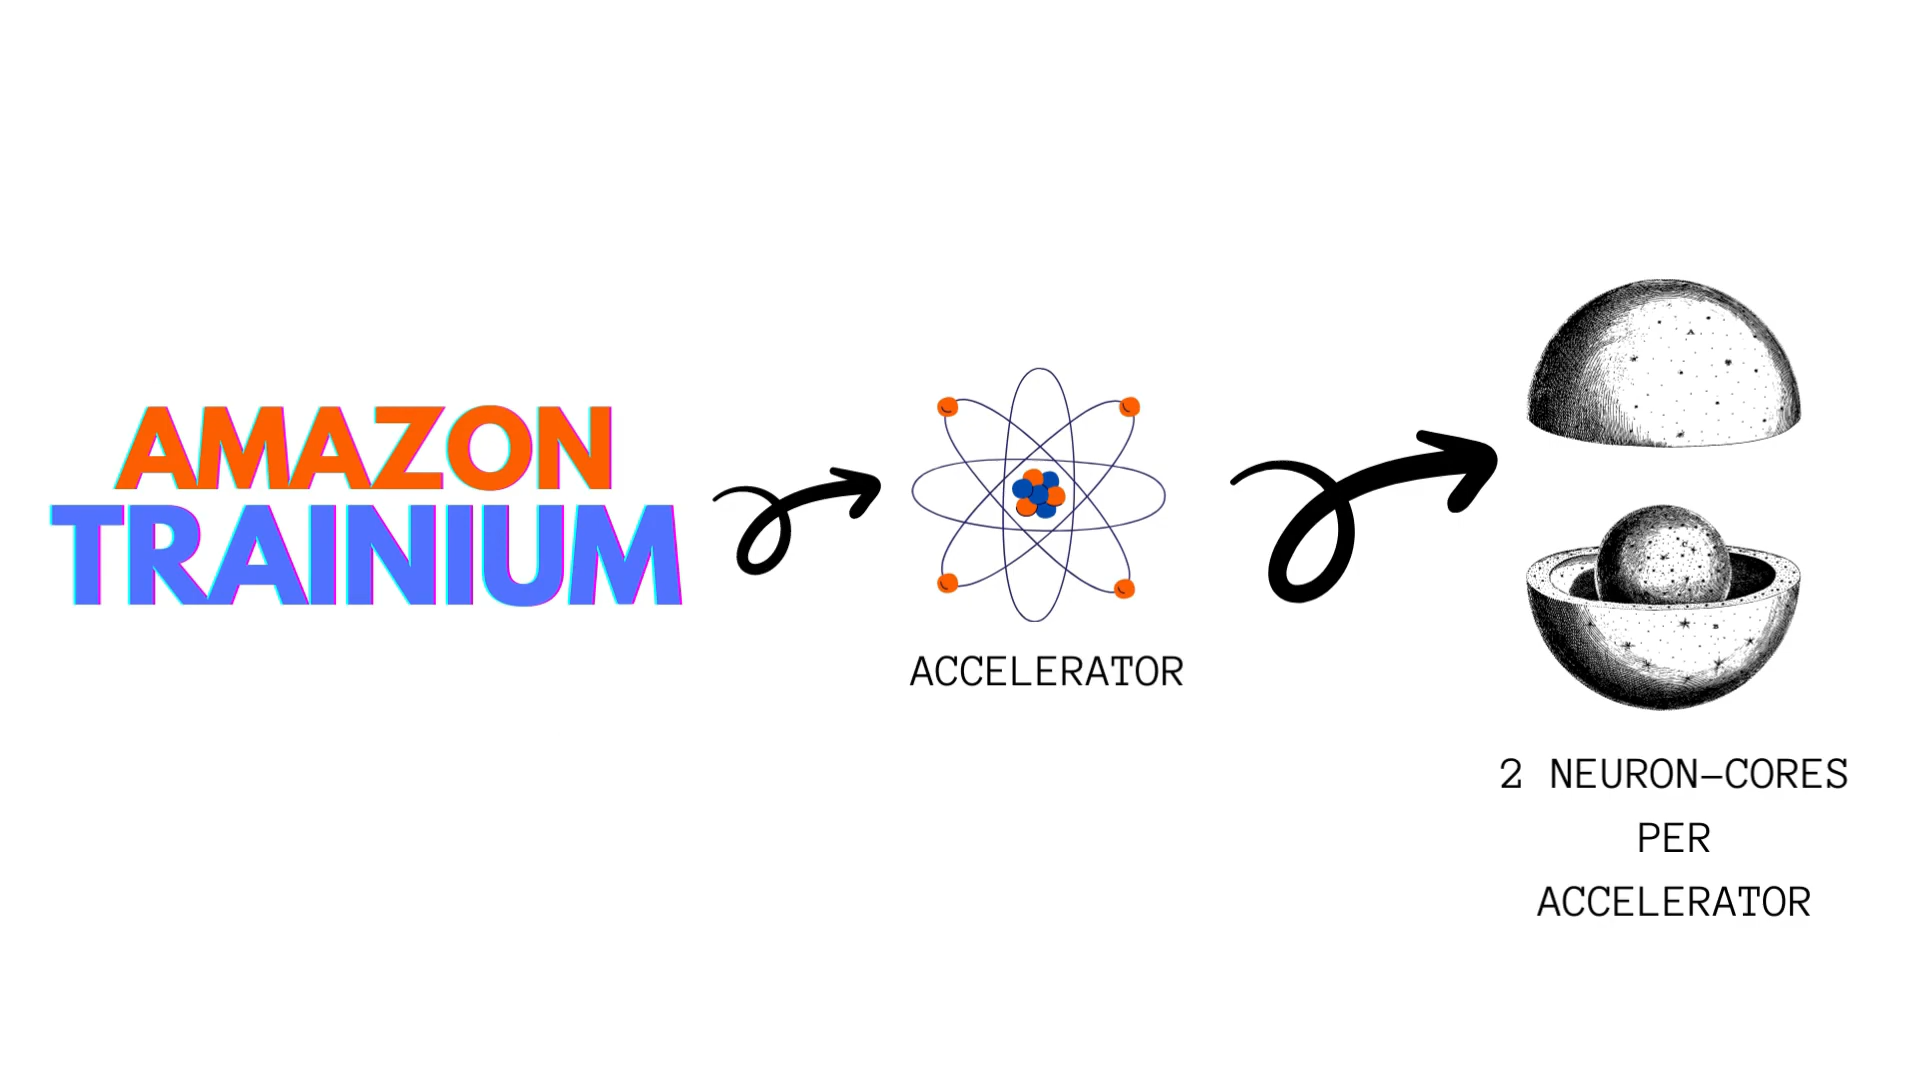 AMAZON
TRAINIUM
ACCELERATOR
2 NEURON-CORES
PER
ACCELERATOR